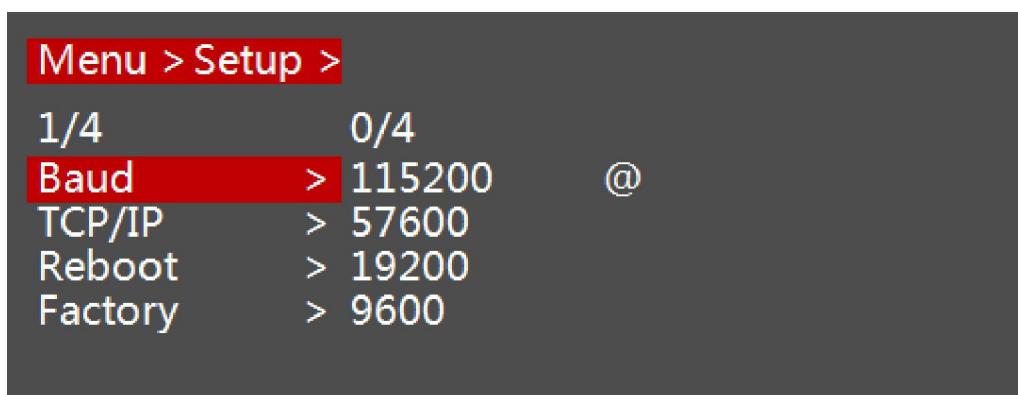 Menu > Setup >
1/4 0/4
Baud > 115200 @
TCP/IP > 57600
Reboot > 19200
Factory > 9600